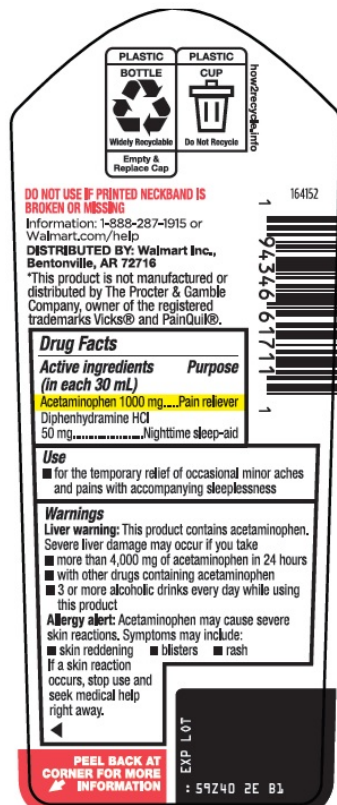 PLASTIC
BOTTLE
Widely Recyclable
Empty &
Replace Cap
PLASTIC
CUP
Do Not Recycle
how2recycle.info
DO NOT USE IF PRINTED NECKBAND IS
BROKEN OR MISSING
Information: 1-888-287-1915 or
Walmart.com/help
DISTRIBUTED BY: Walmart Inc.,
Bentonville, AR 72716
*This product is not manufactured or
distributed by The Procter & Gamble
Company, owner of the registered
trademarks Vicks® and PainQuil®.
164152
1 94346 61711 1
Drug Facts
Active ingredients Purpose
(in each 30 mL)
Acetaminophen 1000 mg.....Pain reliever
Diphenhydramine HCl
50 mg......................Nighttime sleep-aid
Use
■ for the temporary relief of occasional minor aches
and pains with accompanying sleeplessness
Warnings
Liver warning: This product contains acetaminophen.
Severe liver damage may occur if you take
■ more than 4,000 mg of acetaminophen in 24 hours
■ with other drugs containing acetaminophen
■ 3 or more alcoholic drinks every day while using
this product
Allergy alert: Acetaminophen may cause severe
skin reactions. Symptoms may include:
■ skin reddening ■ blisters ■ rash
If a skin reaction
occurs, stop use and
seek medical help
right away.
PEEL BACK AT
CORNER FOR MORE
INFORMATION
EXP LOT
: 59Z40 2E B1